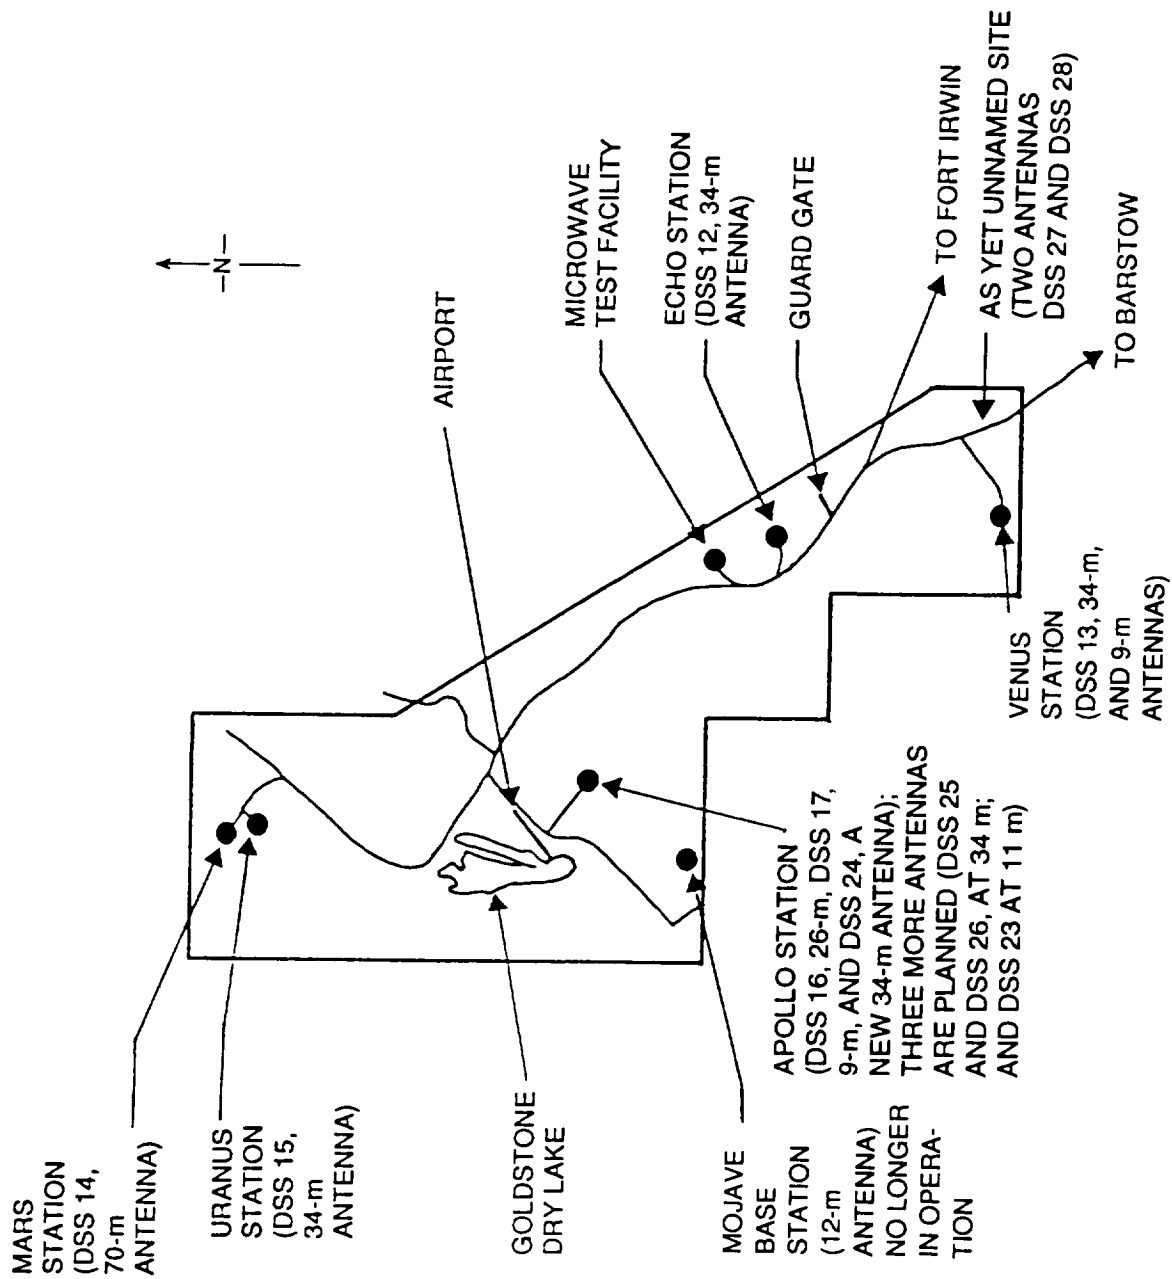 MARS
STATION
(DSS 14,
70-m
ANTENNA)
URANUS
STATION
(DSS 15,
34-m
ANTENNA)
GOLDSTONE
DRY LAKE
MOJAVE
BASE
STATION
(12-m
ANTENNA)
NO LONGER
IN OPERA-
TION
APOLLO STATION
(DSS 16, 26-m, DSS 17,
9-m, AND DSS 24, A
NEW 34-m ANTENNA);
THREE MORE ANTENNAS
ARE PLANNED (DSS 25
AND DSS 26, AT 34 m;
AND DSS 23 AT 11 m)
VENUS
STATION
(DSS 13, 34-m,
AND 9-m
ANTENNAS)
–N–
AIRPORT
MICROWAVE
TEST FACILITY
ECHO STATION
(DSS 12, 34-m
ANTENNA)
GUARD GATE
TO FORT IRWIN
AS YET UNNAMED SITE
(TWO ANTENNAS
DSS 27 AND DSS 28)
TO BARSTOW